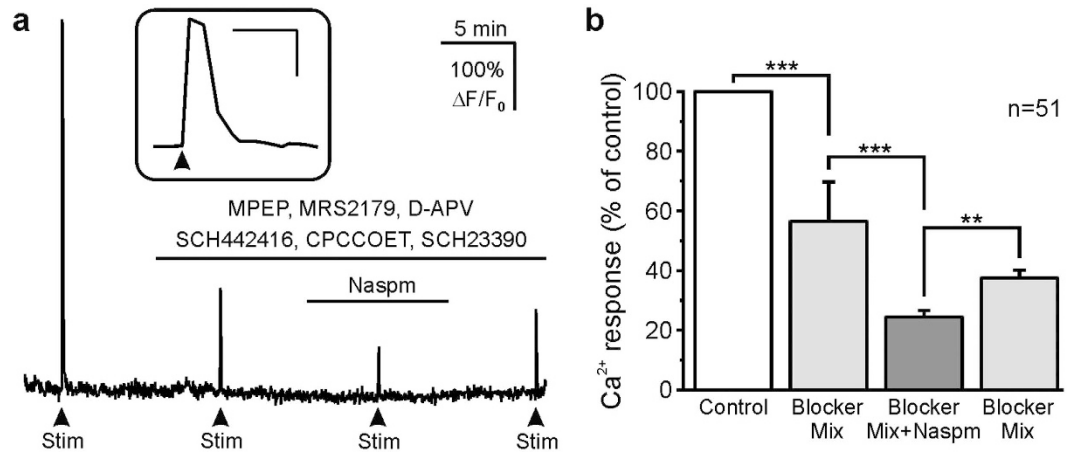 a
5 min
100%
ΔF/F₀
MPEP, MRS2179, D-APV
SCH442416, CPCCOET, SCH23390
Naspm
Stim
Stim
Stim
Stim
b
Ca²⁺ response (% of control)
100
80
60
40
20
0
***
***
**
n=51
Control
Blocker
Mix
Blocker
Mix+Naspm
Blocker
Mix